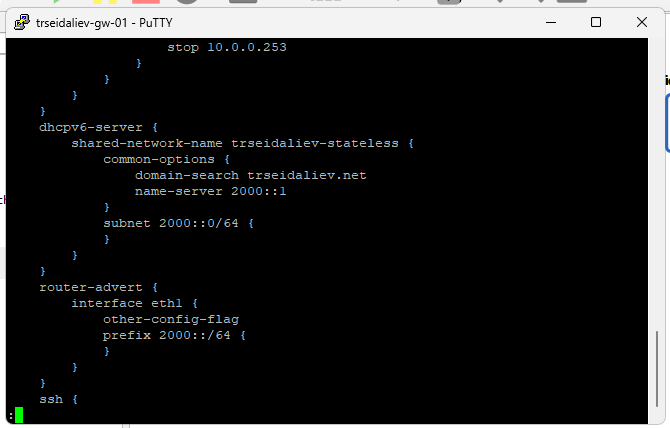 trseidaliev-gw-01 - PuTTY
stop 10.0.0.253
}
}
}
}
dhcpv6-server {
shared-network-name trseidaliev-stateless {
common-options {
domain-search trseidaliev.net
name-server 2000::1
}
subnet 2000::0/64 {
}
}
}
router-advert {
interface eth1 {
other-config-flag
prefix 2000::/64 {
}
}
}
ssh {
: